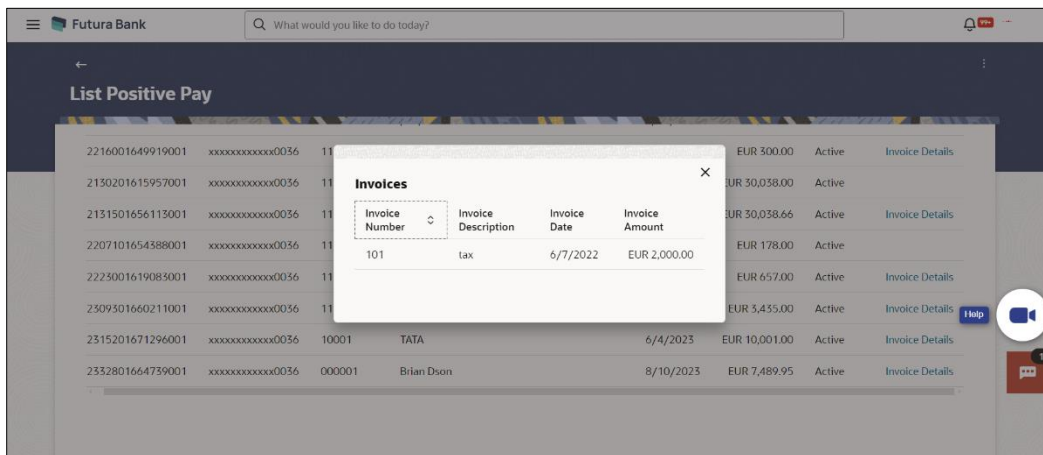 Futura Bank
What would you like to do today?
99+
List Positive Pay
2216001649919001 xxxxxxxxxxxx0036 11 EUR 300.00 Active Invoice Details
2130201615957001 xxxxxxxxxxxx0036 11 EUR 30,038.00 Active
2131501656113001 xxxxxxxxxxxx0036 11 EUR 30,038.66 Active Invoice Details
2207101654388001 xxxxxxxxxxxx0036 11 EUR 178.00 Active
2223001619083001 xxxxxxxxxxxx0036 11 EUR 657.00 Active Invoice Details
2309301660211001 xxxxxxxxxxxx0036 11 EUR 3,435.00 Active Invoice Details
2315201671296001 xxxxxxxxxxxx0036 10001 TATA 6/4/2023 EUR 10,001.00 Active Invoice Details
2332801664739001 xxxxxxxxxxxx0036 000001 Brian Dson 8/10/2023 EUR 7,489.95 Active Invoice Details
Invoices
Invoice Number Invoice Description Invoice Date Invoice Amount
101 tax 6/7/2022 EUR 2,000.00
Help
1